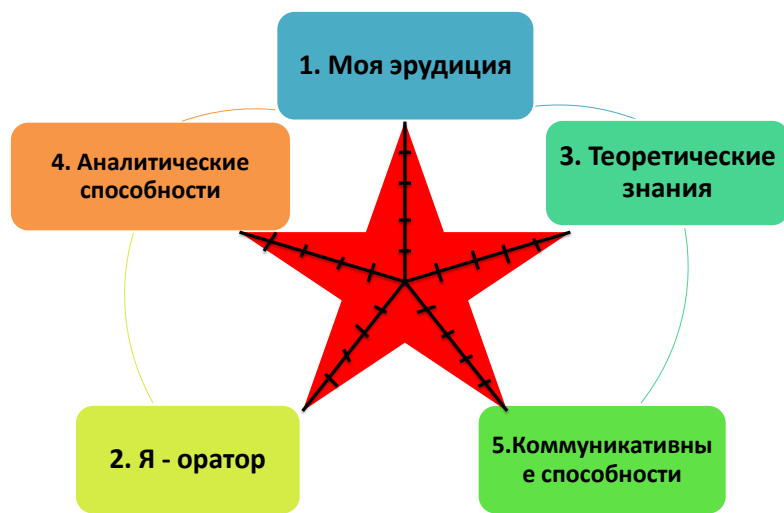 1. Моя эрудиция
4. Аналитические
способности
3. Теоретические
знания
2. Я - оратор
5.Коммуникативны
е способности